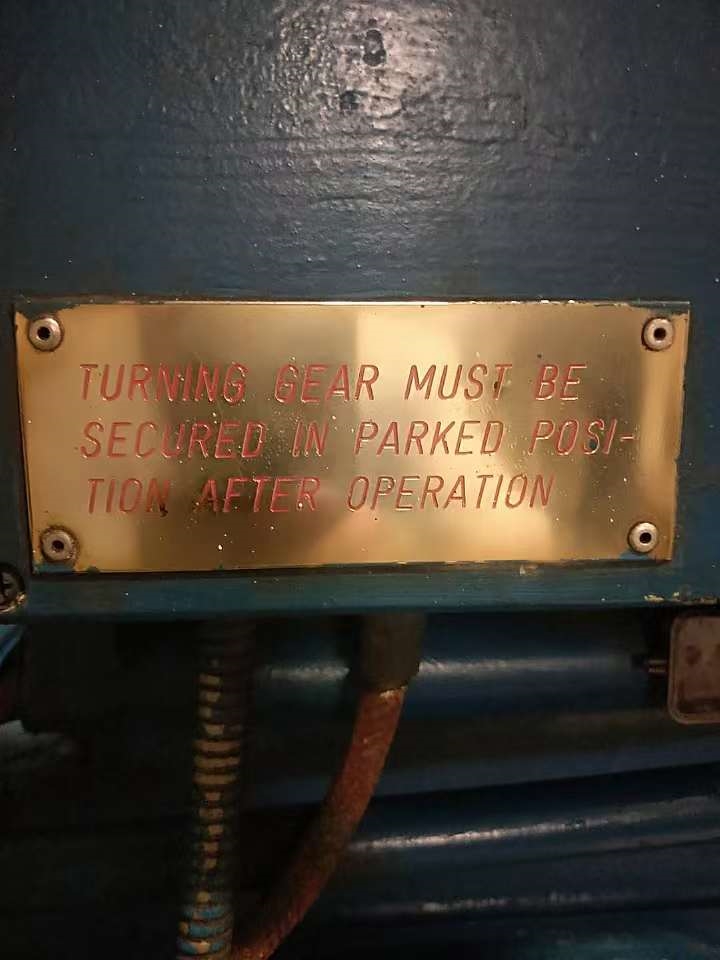 TURNING GEAR MUST BE
SECURED IN PARKED POSI-
TION AFTER OPERATION